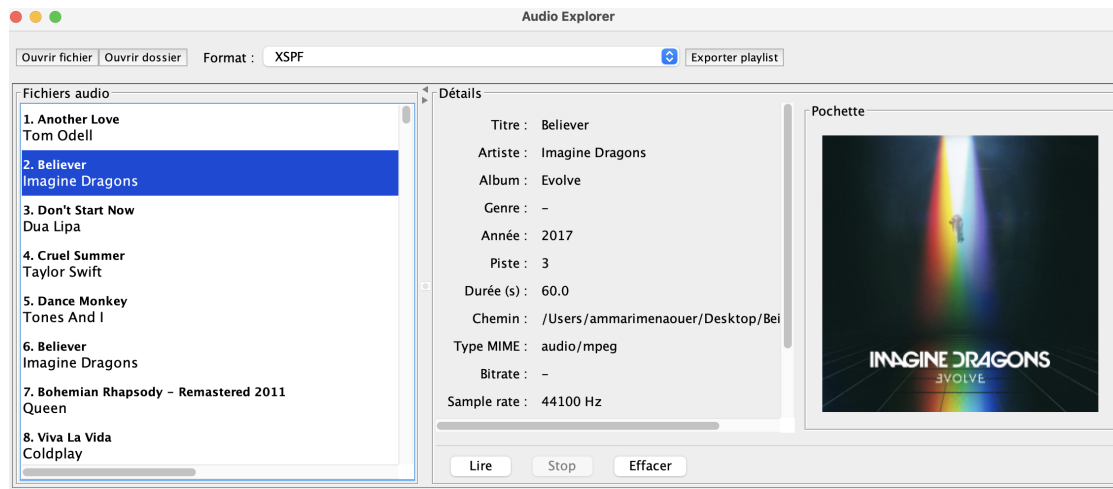 Audio Explorer
Ouvrir fichier Ouvrir dossier Format : XSPF Exporter playlist
Fichiers audio
1. Another Love
Tom Odell
2. Believer
Imagine Dragons
3. Don't Start Now
Dua Lipa
4. Cruel Summer
Taylor Swift
5. Dance Monkey
Tones And I
6. Believer
Imagine Dragons
7. Bohemian Rhapsody – Remastered 2011
Queen
8. Viva La Vida
Coldplay
Détails
Titre : Believer
Artiste : Imagine Dragons
Album : Evolve
Genre : –
Année : 2017
Piste : 3
Durée (s) : 60.0
Chemin : /Users/ammarimenaouer/Desktop/Bei
Type MIME : audio/mpeg
Bitrate : –
Sample rate : 44100 Hz
Pochette
IMAGINE DRAGONS
EVOLVE
Lire Stop Effacer